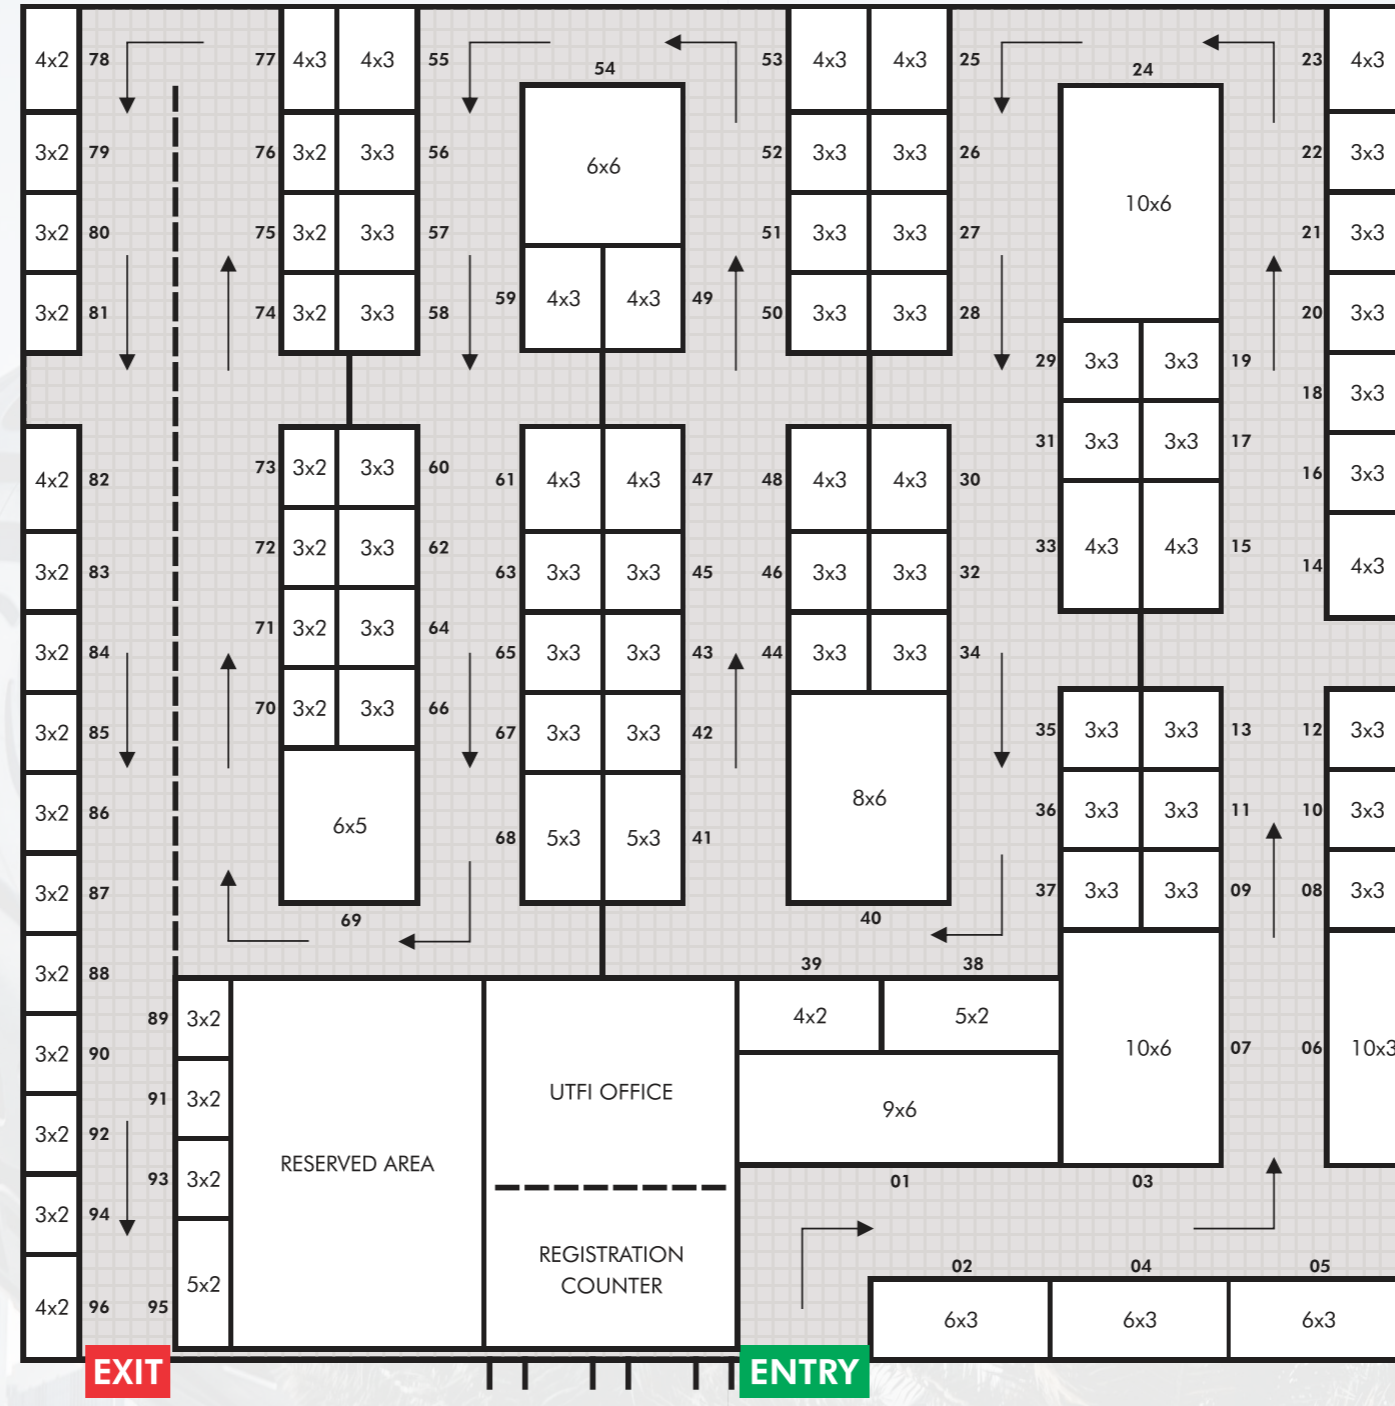 4x2 78 77 4x3 4x3 55 53 4x3 4x3 25 23 4x3
54 24
3x2 79 76 3x2 3x3 56 6x6 52 3x3 3x3 26 22 3x3
10x6
3x2 80 75 3x2 3x3 57 51 3x3 3x3 27 21 3x3
3x2 81 74 3x2 3x3 58 59 4x3 4x3 49 50 3x3 3x3 28 20 3x3
29 3x3 3x3 19
18 3x3
31 3x3 3x3 17
4x2 82 73 3x2 3x3 60 61 4x3 4x3 47 48 4x3 4x3 30 16 3x3
3x2 83 72 3x2 3x3 62 63 3x3 3x3 45 46 3x3 3x3 32 33 4x3 4x3 15 14 4x3
3x2 84 71 3x2 3x3 64 65 3x3 3x3 43 44 3x3 3x3 34
3x2 85 70 3x2 3x3 66 67 3x3 3x3 42 35 3x3 3x3 13 12 3x3
3x2 86 6x5 68 5x3 5x3 41 8x6 36 3x3 3x3 11 10 3x3
3x2 87 37 3x3 3x3 09 08 3x3
69 40
3x2 88 39 38
89 3x2 4x2 5x2
3x2 90 10x6 07 06 10x3
91 3x2 UTFI OFFICE 9x6
3x2 92
93 3x2 RESERVED AREA 01 03
3x2 94
REGISTRATION
COUNTER
02 04 05
4x2 96 95 5x2 6x3 6x3 6x3
EXIT ENTRY